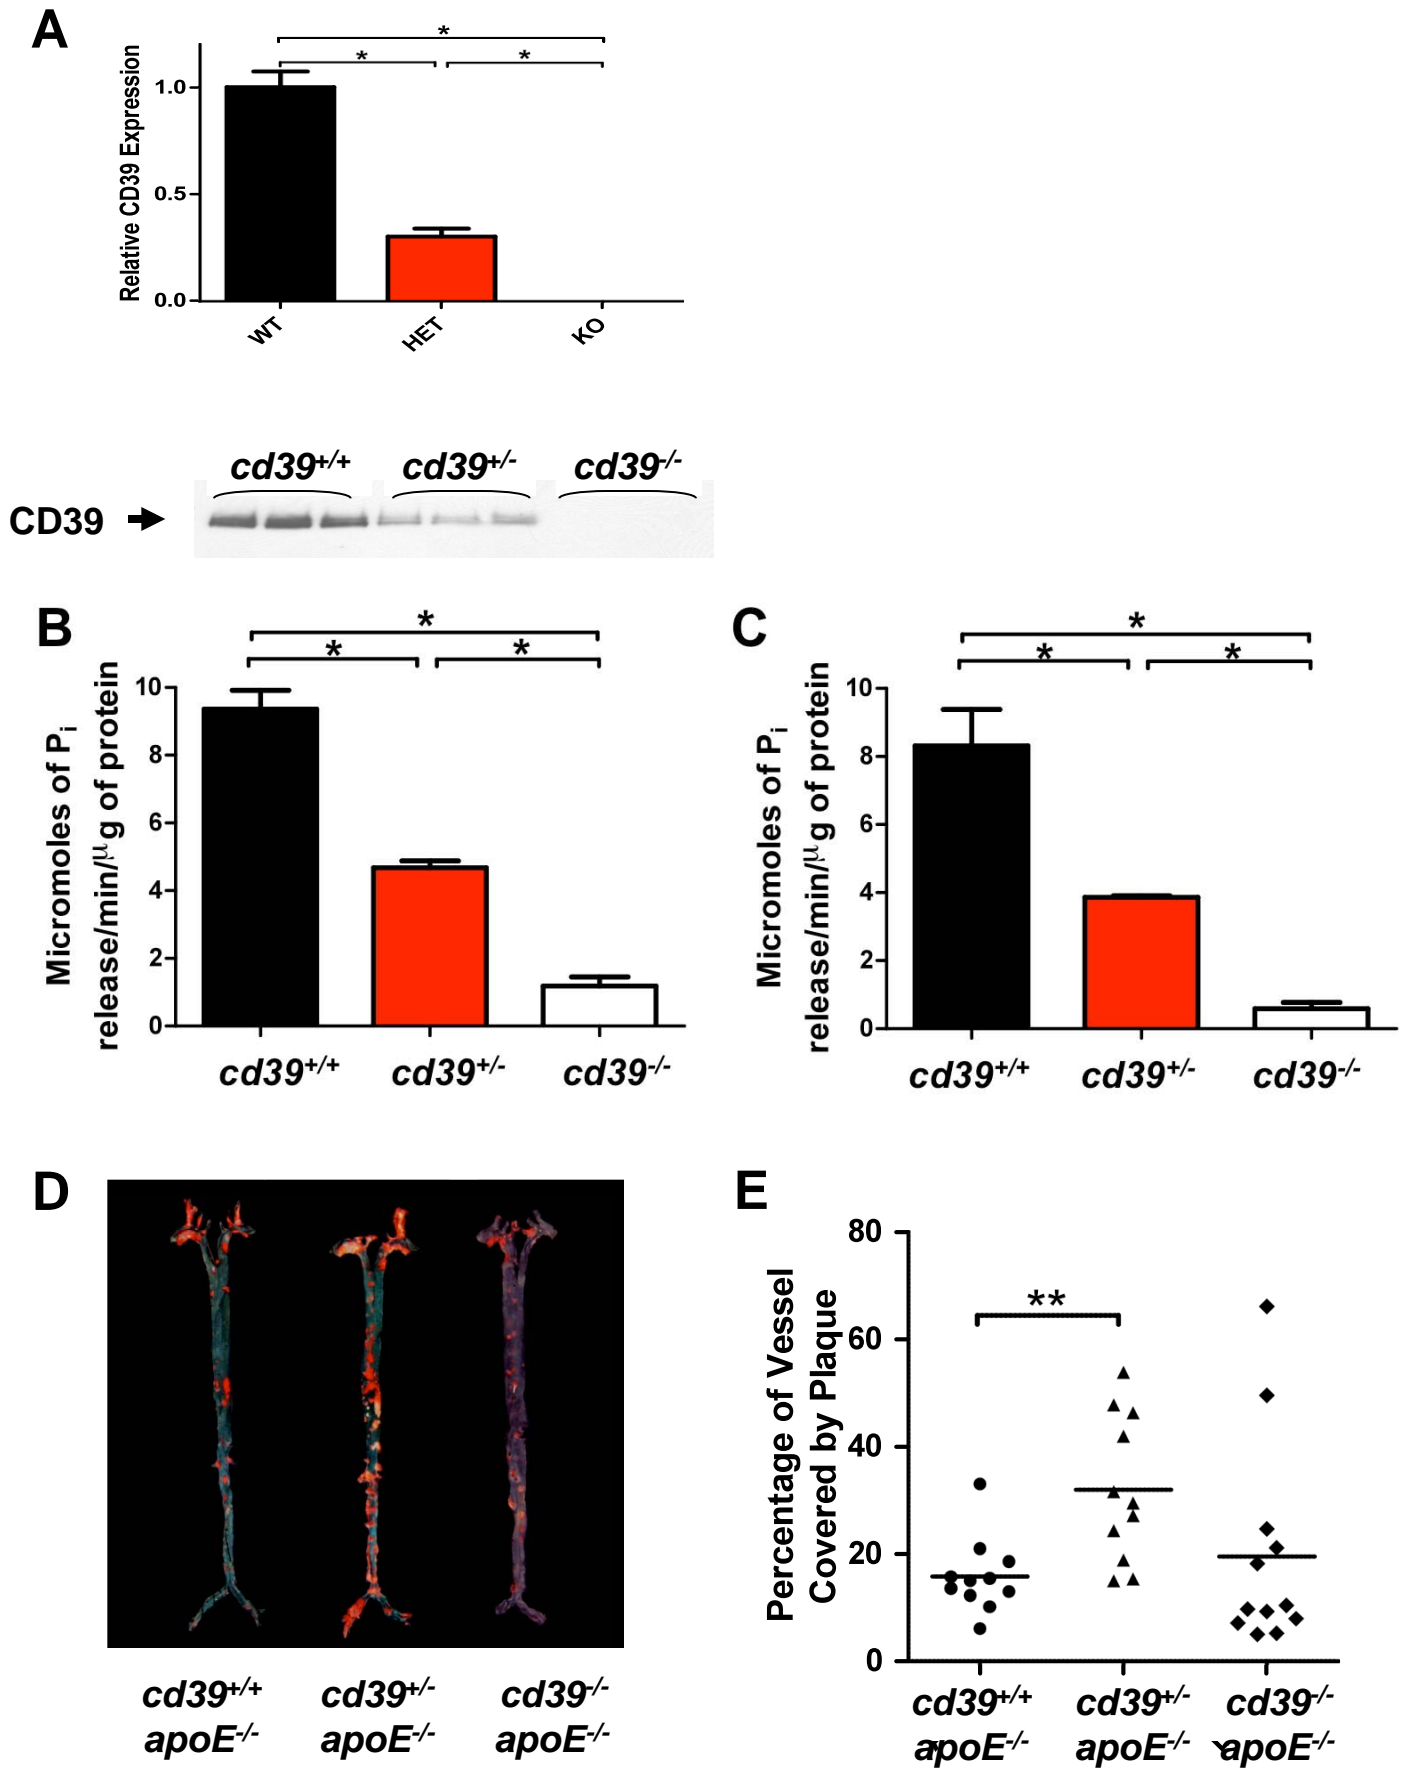 A
*
* *
Relative CD39 Expression
1.0
0.5
0.0
WT HET KO
cd39+/+ cd39+/- cd39-/-
CD39
B
*
* *
Micromoles of Pi
release/min/μg of protein
10
8
6
4
2
0
cd39+/+ cd39+/- cd39-/-
C
*
* *
Micromoles of Pi
release/min/μg of protein
10
8
6
4
2
0
cd39+/+ cd39+/- cd39-/-
D
cd39+/+ cd39+/- cd39-/-
apoE-/- apoE-/- apoE-/-
E
**
Percentage of Vessel
Covered by Plaque
80
60
40
20
0
cd39+/+ cd39+/- cd39-/-
apoE-/- apoE-/- apoE-/-